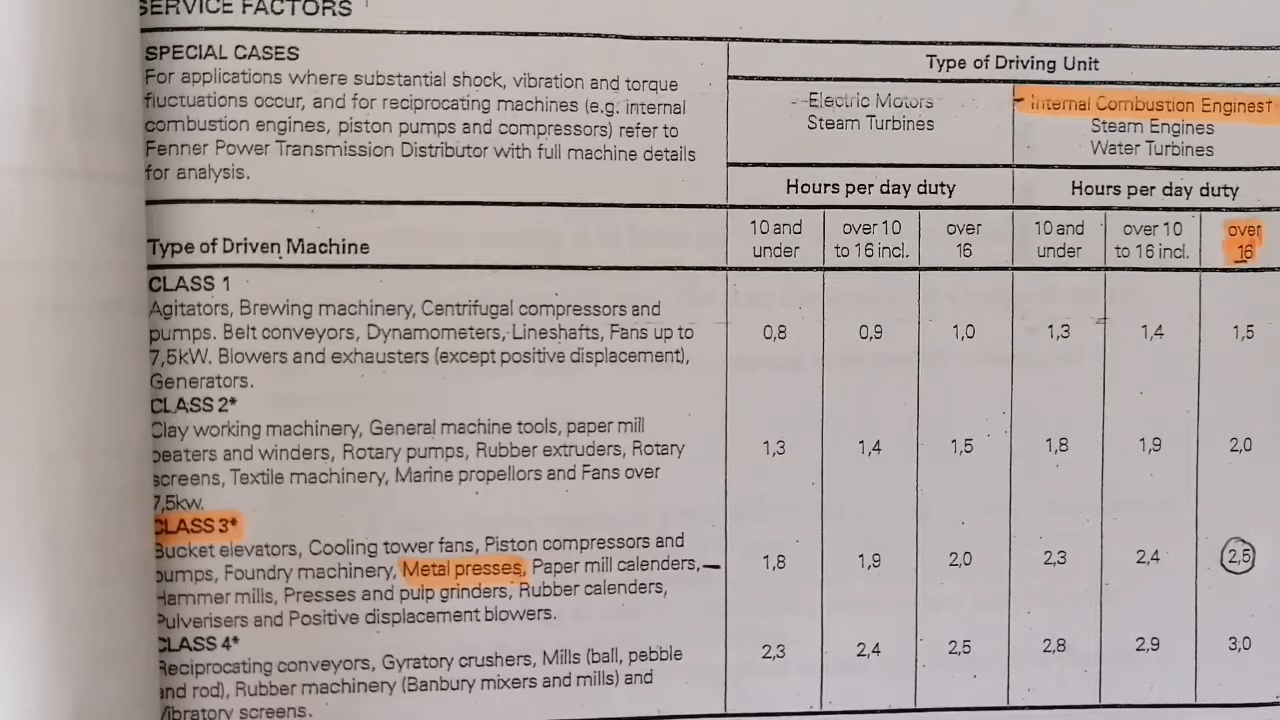 SERVICE FACTORS
SPECIAL CASES
For applications where substantial shock, vibration and torque
fluctuations occur, and for reciprocating machines (e.g. internal
combustion engines, piston pumps and compressors) refer to
Fenner Power Transmission Distributor with full machine details
for analysis.
Type of Driving Unit
Electric Motors
Steam Turbines
Internal Combustion Engines†
Steam Engines
Water Turbines
Hours per day duty
Hours per day duty
Type of Driven Machine
10 and
under
over 10
to 16 incl.
over
16
10 and
under
over 10
to 16 incl.
over
16
CLASS 1
Agitators, Brewing machinery, Centrifugal compressors and
pumps. Belt conveyors, Dynamometers, Lineshafts, Fans up to
7,5kW. Blowers and exhausters (except positive displacement),
Generators.
0,8 0,9 1,0 1,3 1,4 1,5
CLASS 2*
Clay working machinery, General machine tools, paper mill
beaters and winders, Rotary pumps, Rubber extruders, Rotary
screens, Textile machinery, Marine propellors and Fans over
7,5kw.
1,3 1,4 1,5 1,8 1,9 2,0
CLASS 3*
Bucket elevators, Cooling tower fans, Piston compressors and
pumps, Foundry machinery, Metal presses, Paper mill calenders,
Hammer mills, Presses and pulp grinders, Rubber calenders,
Pulverisers and Positive displacement blowers.
1,8 1,9 2,0 2,3 2,4 2,5
CLASS 4*
Reciprocating conveyors, Gyratory crushers, Mills (ball, pebble
and rod), Rubber machinery (Banbury mixers and mills) and
Vibratory screens.
2,3 2,4 2,5 2,8 2,9 3,0